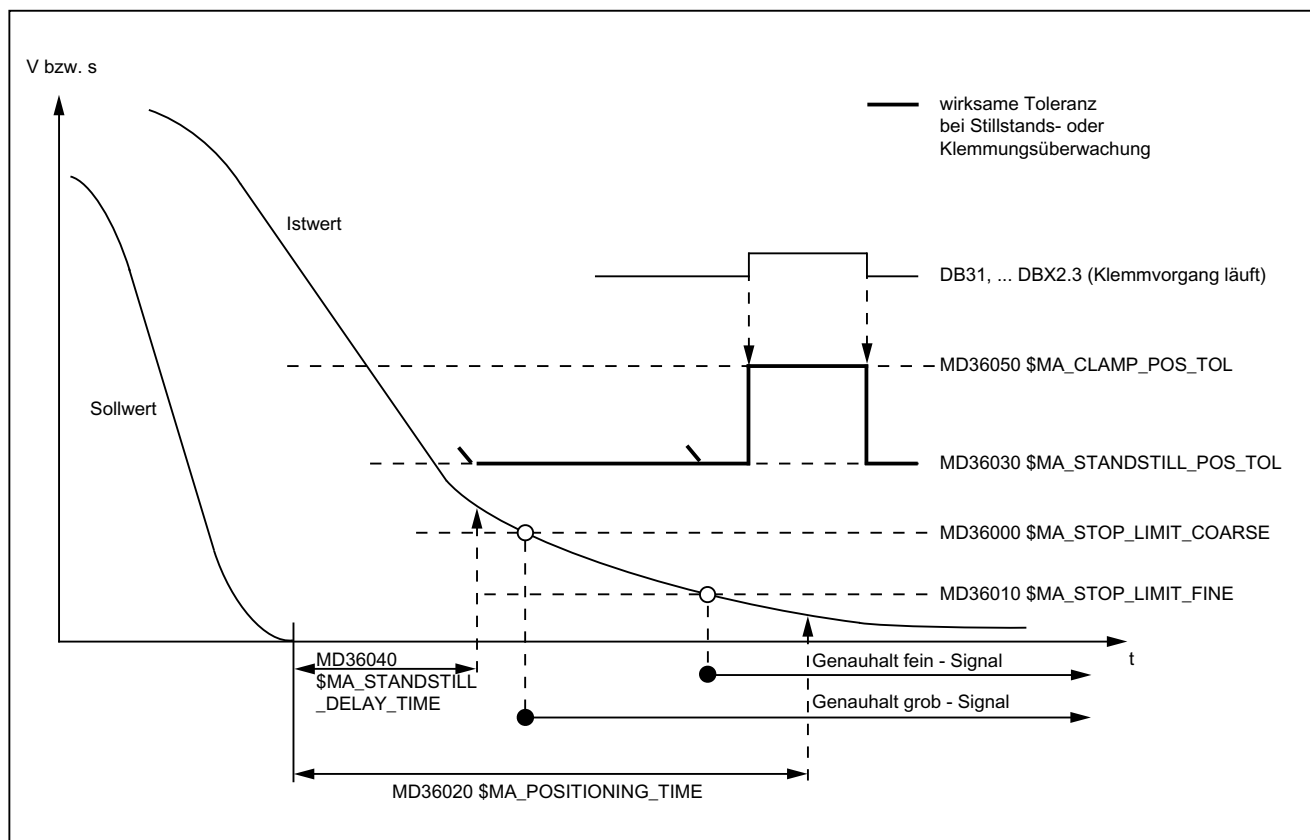 V bzw. s
wirksame Toleranz
bei Stillstands- oder
Klemmungsüberwachung
Istwert
DB31, ... DBX2.3 (Klemmvorgang läuft)
MD36050 $MA_CLAMP_POS_TOL
Sollwert
MD36030 $MA_STANDSTILL_POS_TOL
MD36000 $MA_STOP_LIMIT_COARSE
MD36010 $MA_STOP_LIMIT_FINE
t
MD36040
$MA_STANDSTILL
_DELAY_TIME
Genauhalt fein - Signal
Genauhalt grob - Signal
MD36020 $MA_POSITIONING_TIME